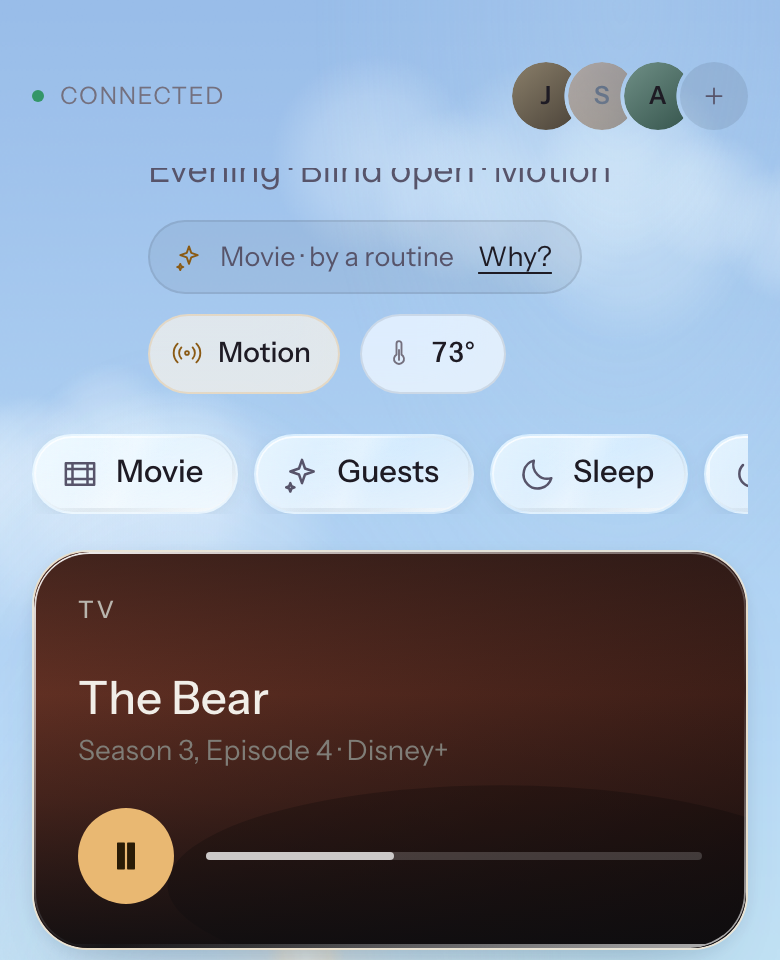 CONNECTED
J S A +
Evening · Blind open · Motion
Movie · by a routine Why?
Motion 73°
Movie Guests Sleep
TV
The Bear
Season 3, Episode 4 · Disney+